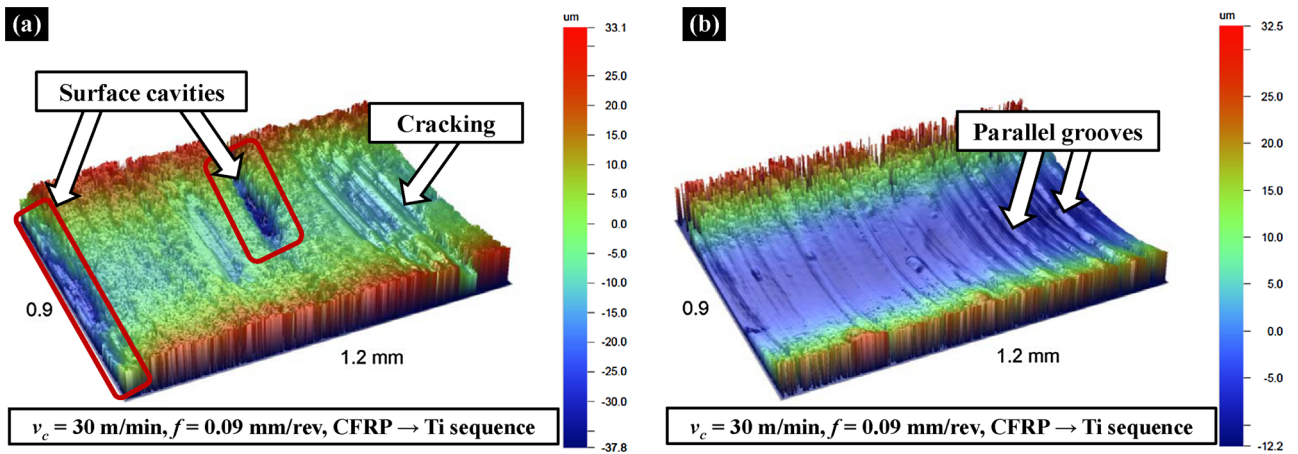 (a)
um
33.1
25.0
20.0
15.0
10.0
5.0
0.0
-5.0
-10.0
-15.0
-20.0
-25.0
-30.0
-37.8
Surface cavities
Cracking
0.9
1.2 mm
v_c = 30 m/min, f = 0.09 mm/rev, CFRP → Ti sequence
(b)
um
32.5
25.0
20.0
15.0
10.0
5.0
0.0
-5.0
-12.2
Parallel grooves
0.9
1.2 mm
v_c = 30 m/min, f = 0.09 mm/rev, CFRP → Ti sequence